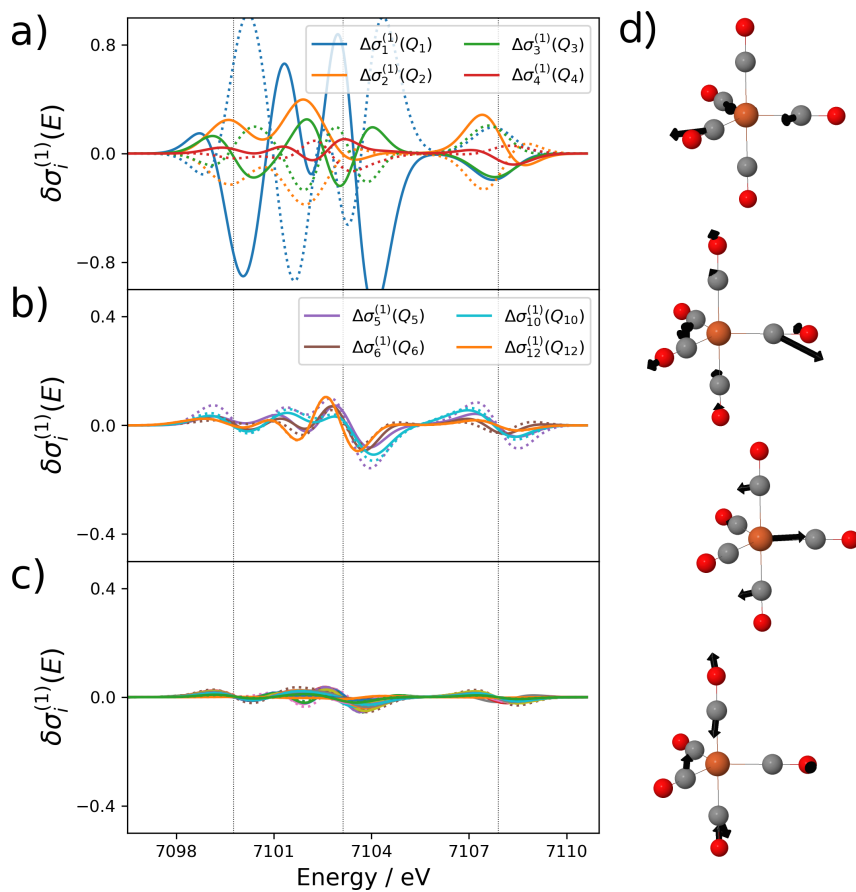 a)
0.8
0.0
−0.8
δσᵢ⁽¹⁾(E)
Δσ₁⁽¹⁾(Q₁)
Δσ₂⁽¹⁾(Q₂)
Δσ₃⁽¹⁾(Q₃)
Δσ₄⁽¹⁾(Q₄)
b)
0.4
0.0
−0.4
δσᵢ⁽¹⁾(E)
Δσ₅⁽¹⁾(Q₅)
Δσ₆⁽¹⁾(Q₆)
Δσ₁₀⁽¹⁾(Q₁₀)
Δσ₁₂⁽¹⁾(Q₁₂)
c)
0.4
0.0
−0.4
δσᵢ⁽¹⁾(E)
7098 7101 7104 7107 7110
Energy / eV
d)